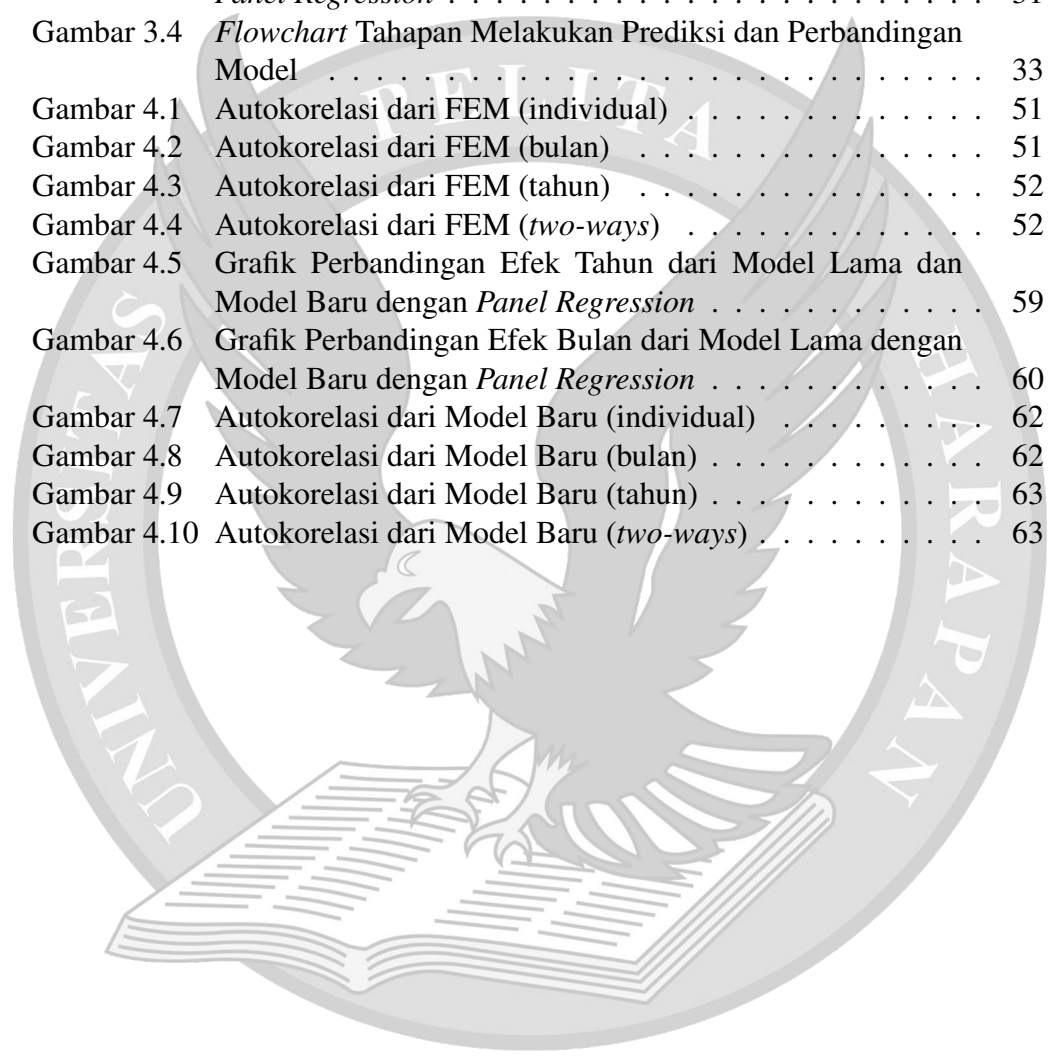 Panel Regression . . . . . . . . . . . . . . . . . . . . . . . 31
Gambar 3.4 Flowchart Tahapan Melakukan Prediksi dan Perbandingan
Model . . . . . . . . . . . . . . . . . . . . . . . . . . . . 33
Gambar 4.1 Autokorelasi dari FEM (individual) . . . . . . . . . . . . . 51
Gambar 4.2 Autokorelasi dari FEM (bulan) . . . . . . . . . . . . . . . 51
Gambar 4.3 Autokorelasi dari FEM (tahun) . . . . . . . . . . . . . . . 52
Gambar 4.4 Autokorelasi dari FEM (two-ways) . . . . . . . . . . . . . 52
Gambar 4.5 Grafik Perbandingan Efek Tahun dari Model Lama dan
Model Baru dengan Panel Regression . . . . . . . . . . . . 59
Gambar 4.6 Grafik Perbandingan Efek Bulan dari Model Lama dengan
Model Baru dengan Panel Regression . . . . . . . . . . . . 60
Gambar 4.7 Autokorelasi dari Model Baru (individual) . . . . . . . . . 62
Gambar 4.8 Autokorelasi dari Model Baru (bulan) . . . . . . . . . . . . 62
Gambar 4.9 Autokorelasi dari Model Baru (tahun) . . . . . . . . . . . . 63
Gambar 4.10 Autokorelasi dari Model Baru (two-ways) . . . . . . . . . . 63
UNIVERSITAS PELITA HARAPAN